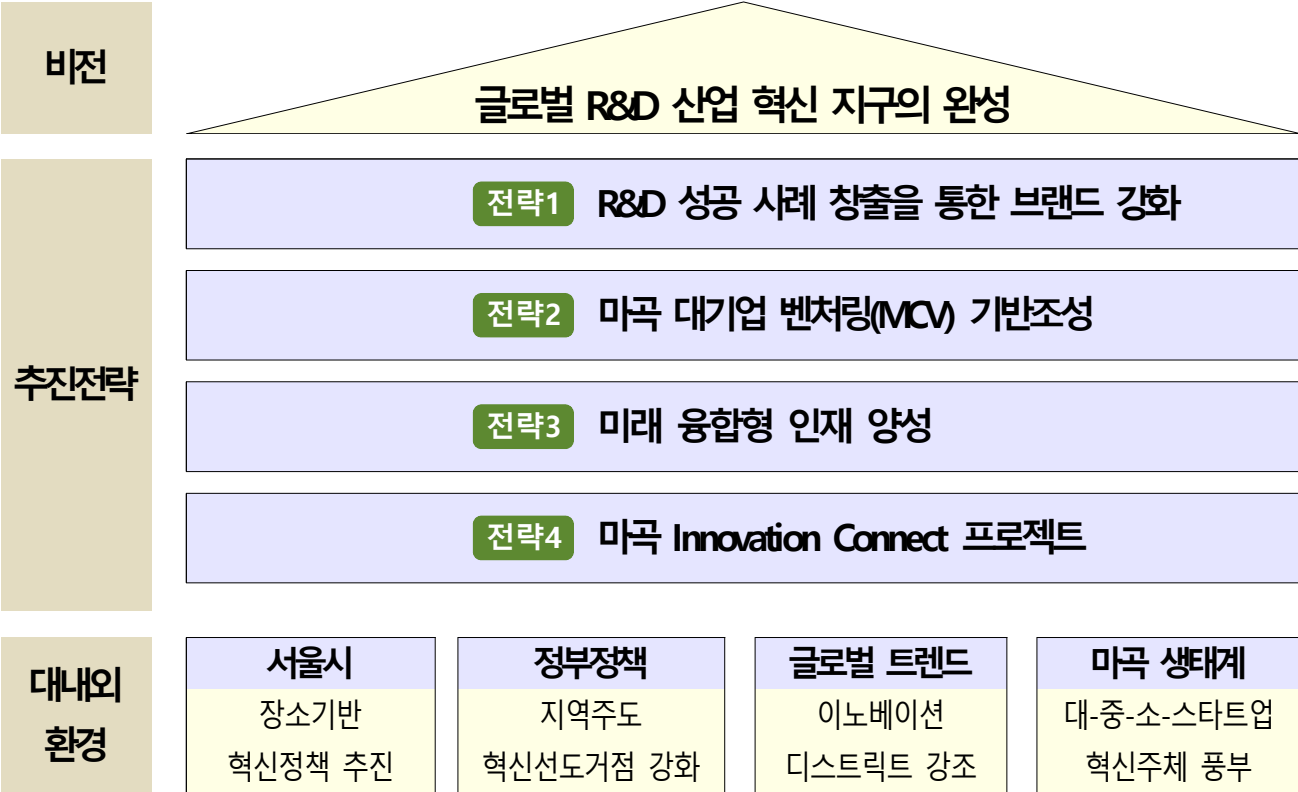 비전
글로벌 R&D 산업 혁신 지구의 완성
추진전략
전략1 R&D 성공 사례 창출을 통한 브랜드 강화
전략2 마곡 대기업 벤처링(MCV) 기반조성
전략3 미래 융합형 인재 양성
전략4 마곡 Innovation Connect 프로젝트
대내외
환경
서울시
장소기반
혁신정책 추진
정부정책
지역주도
혁신선도거점 강화
글로벌 트렌드
이노베이션
디스트릭트 강조
마곡 생태계
대-중-소-스타트업
혁신주체 풍부